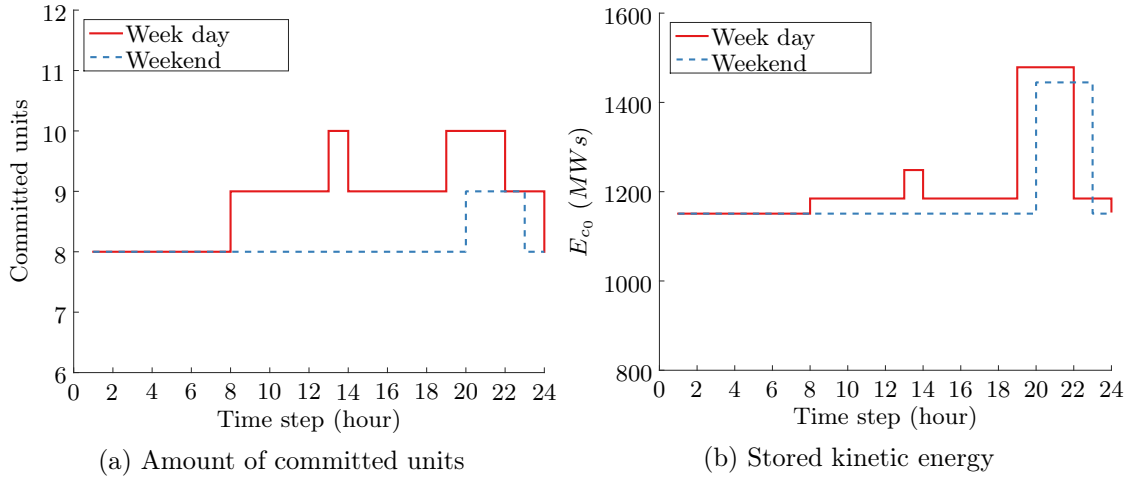 12
11
10
9
8
7
6
Committed units
Week day
Weekend
0 2 4 6 8 10 12 14 16 18 20 22 24
Time step (hour)
(a) Amount of committed units
1600
1400
1200
1000
800
E_{c_0} (MWs)
Week day
Weekend
0 2 4 6 8 10 12 14 16 18 20 22 24
Time step (hour)
(b) Stored kinetic energy